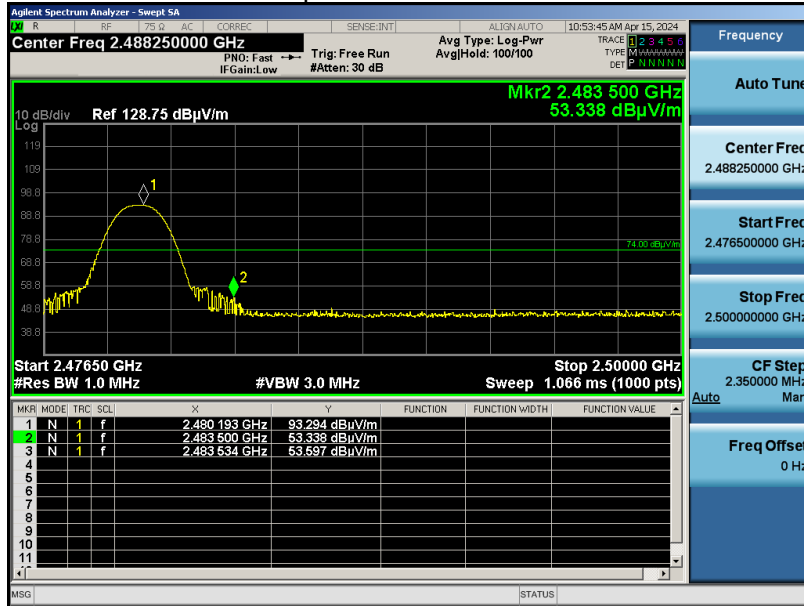 Agilent Spectrum Analyzer - Swept SA
LXI R RF 75 Ω AC CORREC SENSE:INT ALIGN AUTO 10:53:45 AM Apr 15, 2024
Center Freq 2.488250000 GHz
PNO: Fast
IFGain:Low
Trig: Free Run
#Atten: 30 dB
Avg Type: Log-Pwr
Avg|Hold: 100/100
TRACE 1 2 3 4 5 6
TYPE M
DET P N N N N N
Mkr2 2.483 500 GHz
53.338 dBµV/m
10 dB/div Ref 128.75 dBµV/m
Log
119
109
98.8
88.8
78.8
68.8
58.8
48.8
38.8
1
2
74.00 dBµV/m
Start 2.47650 GHz Stop 2.50000 GHz
#Res BW 1.0 MHz #VBW 3.0 MHz Sweep 1.066 ms (1000 pts)
MKR MODE TRC SCL X Y FUNCTION FUNCTION WIDTH FUNCTION VALUE
1 N 1 f 2.480 193 GHz 93.294 dBµV/m
2 N 1 f 2.483 500 GHz 53.338 dBµV/m
3 N 1 f 2.483 534 GHz 53.597 dBµV/m
4
5
6
7
8
9
10
11
MSG STATUS
Frequency
Auto Tune
Center Freq
2.488250000 GHz
Start Freq
2.476500000 GHz
Stop Freq
2.500000000 GHz
CF Step
2.350000 MHz
Auto Man
Freq Offset
0 Hz